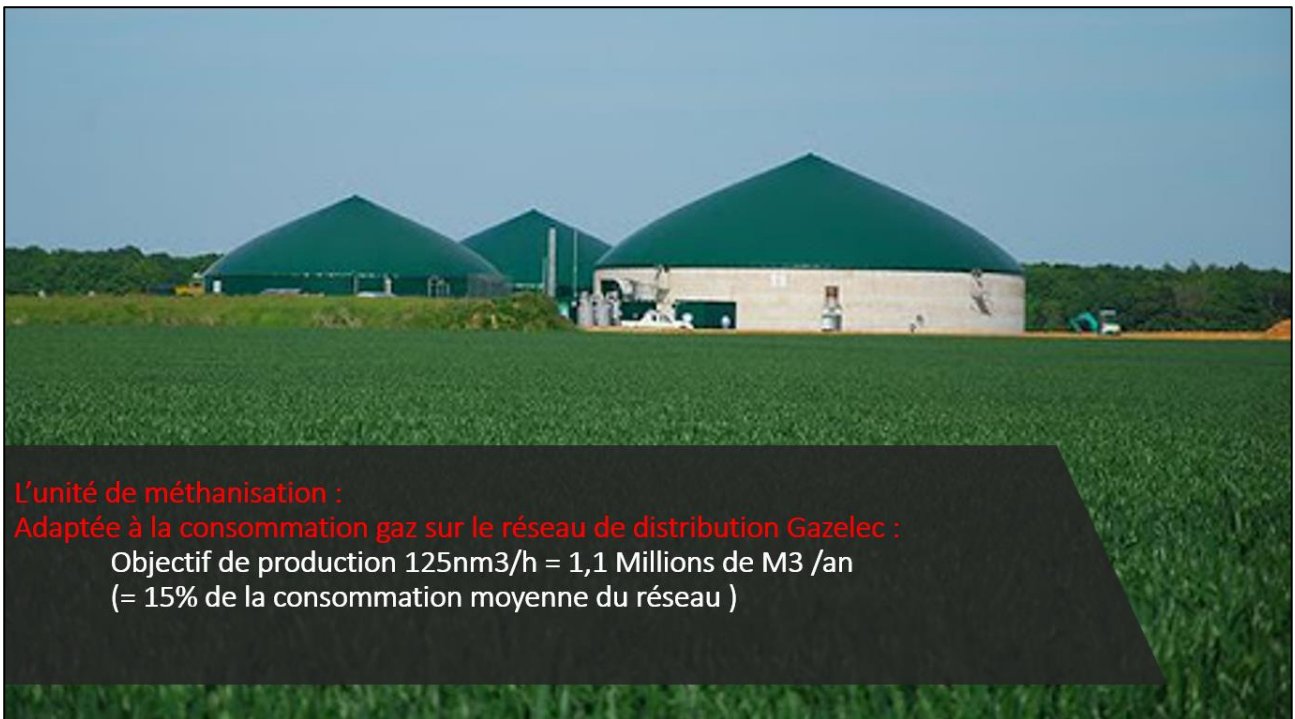 L'unité de méthanisation :
Adaptée à la consommation gaz sur le réseau de distribution Gazelec :
Objectif de production 125nm3/h = 1,1 Millions de M3 /an
(= 15% de la consommation moyenne du réseau )